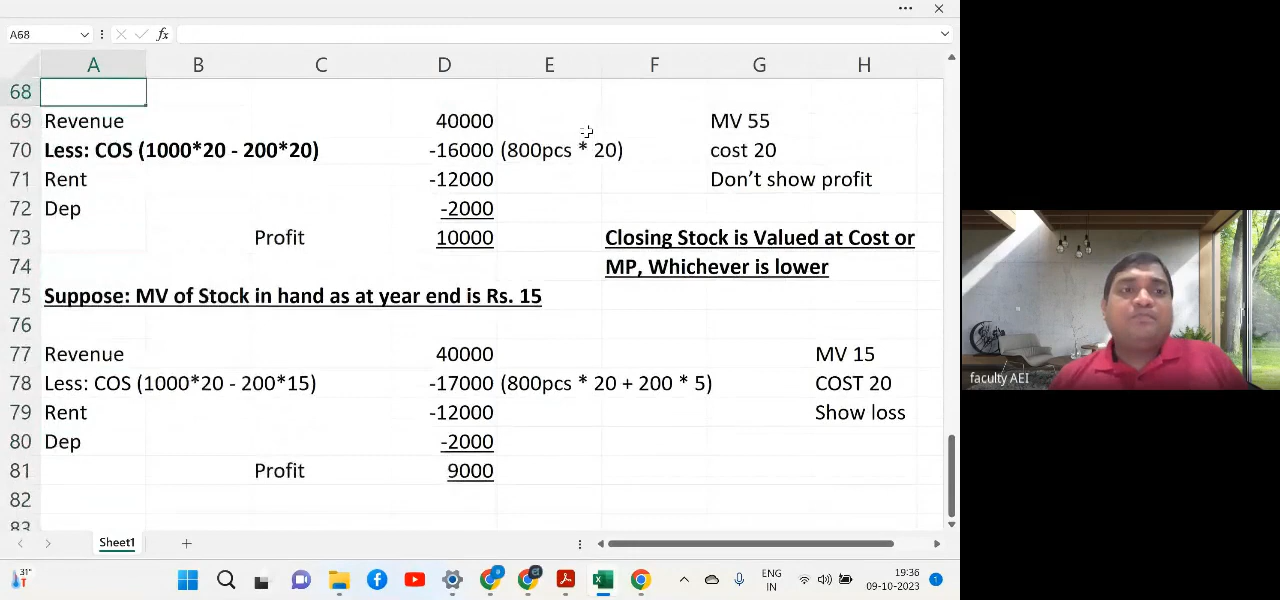 A68
fx
A B C D E F G H
68
69 Revenue 40000 MV 55
70 Less: COS (1000*20 - 200*20) -16000 (800pcs * 20) cost 20
71 Rent -12000 Don’t show profit
72 Dep -2000
73 Profit 10000 Closing Stock is Valued at Cost or
74 MP, Whichever is lower
75 Suppose: MV of Stock in hand as at year end is Rs. 15
76
77 Revenue 40000 MV 15
78 Less: COS (1000*20 - 200*15) -17000 (800pcs * 20 + 200 * 5) COST 20
79 Rent -12000 Show loss
80 Dep -2000
81 Profit 9000
82
83
Sheet1
faculty AEI
31°
ENG
IN
19:36
09-10-2023
1